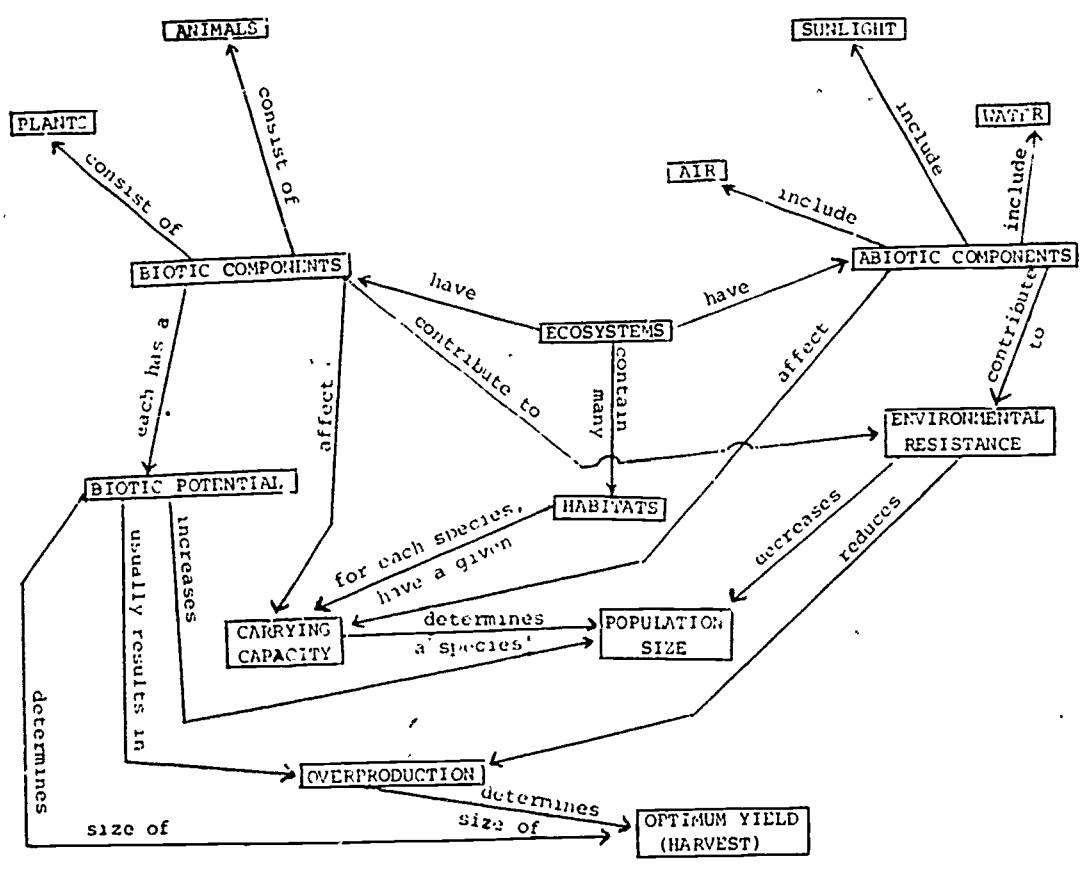 ANIMALS
SUNLIGHT
PLANTS
WATER
AIR
consist of
consist of
include
include
include
BIOTIC COMPONENTS
ABIOTIC COMPONENTS
have
have
ECOSYSTEMS
each has a
affect
contribute to
contain
many
affect
contribute
to
ENVIRONMENTAL
RESISTANCE
BIOTIC POTENTIAL
HABITATS
for each species,
have a given
decreases
reduces
usually results in
increases
CARRYING
CAPACITY
determines
a species'
POPULATION
SIZE
determines
size of
OVERPRODUCTION
determines
size of
OPTIMUM YIELD
(HARVEST)